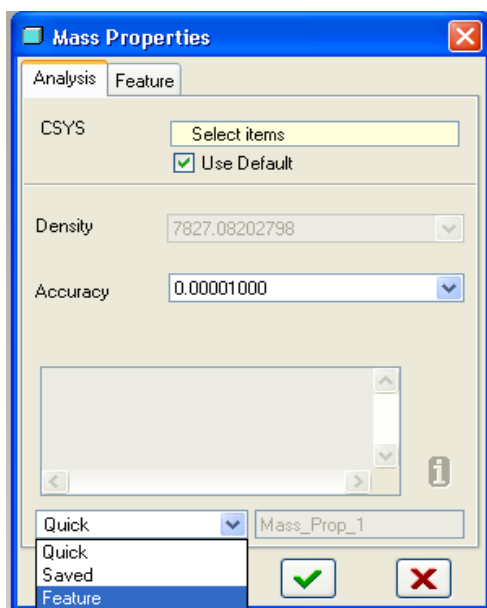 Mass Properties
Analysis Feature
CSYS Select items
Use Default
Density 7827.08202798
Accuracy 0.00001000
Quick Mass_Prop_1
Quick
Saved
Feature